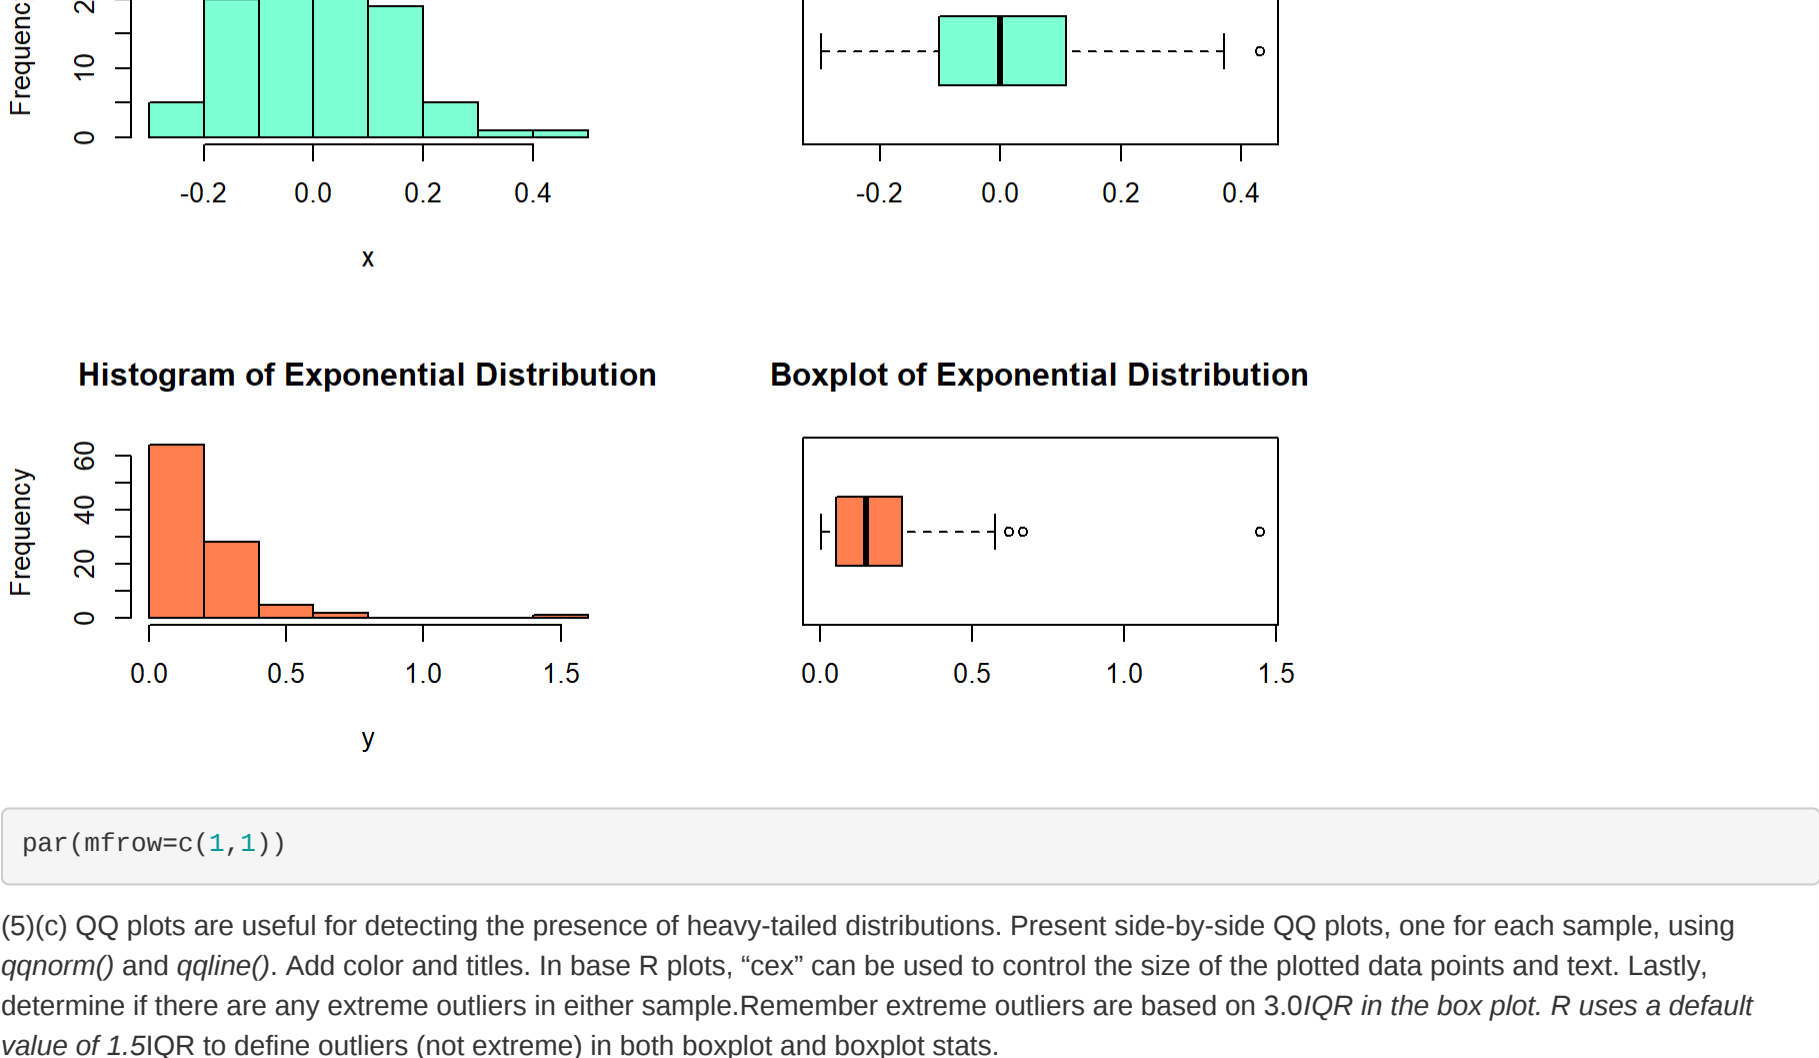 Frequenc
2
10
0
-0.2 0.0 0.2 0.4
x
-0.2 0.0 0.2 0.4
Histogram of Exponential Distribution
Frequency
60
40
20
0
0.0 0.5 1.0 1.5
y
Boxplot of Exponential Distribution
0.0 0.5 1.0 1.5
par(mfrow=c(1,1))
(5)(c) QQ plots are useful for detecting the presence of heavy-tailed distributions. Present side-by-side QQ plots, one for each sample, using
qqnorm() and qqline(). Add color and titles. In base R plots, “cex” can be used to control the size of the plotted data points and text. Lastly,
determine if there are any extreme outliers in either sample.Remember extreme outliers are based on 3.0IQR in the box plot. R uses a default
value of 1.5IQR to define outliers (not extreme) in both boxplot and boxplot stats.